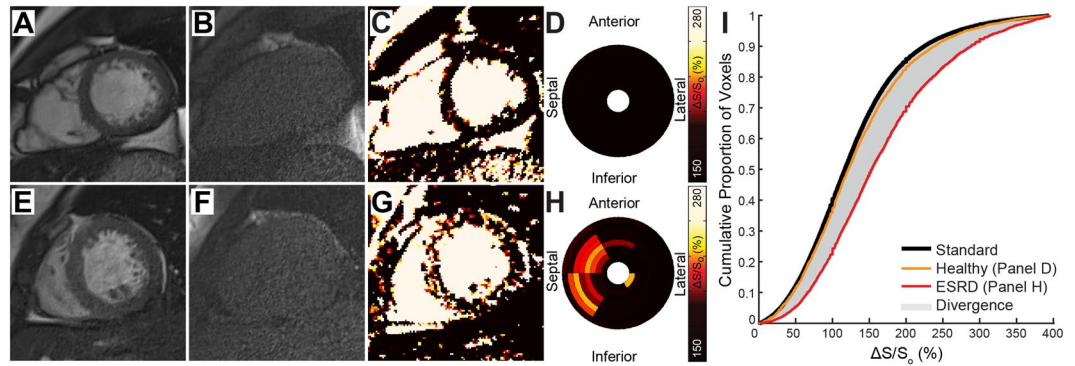 A
B
C
D
Anterior
Septal
Lateral
Inferior
280
ΔS/Sₒ (%)
150
E
F
G
H
Anterior
Septal
Lateral
Inferior
280
ΔS/Sₒ (%)
150
I
Cumulative Proportion of Voxels
1
0.9
0.8
0.7
0.6
0.5
0.4
0.3
0.2
0.1
0
0 50 100 150 200 250 300 350 400
ΔS/Sₒ (%)
Standard
Healthy (Panel D)
ESRD (Panel H)
Divergence